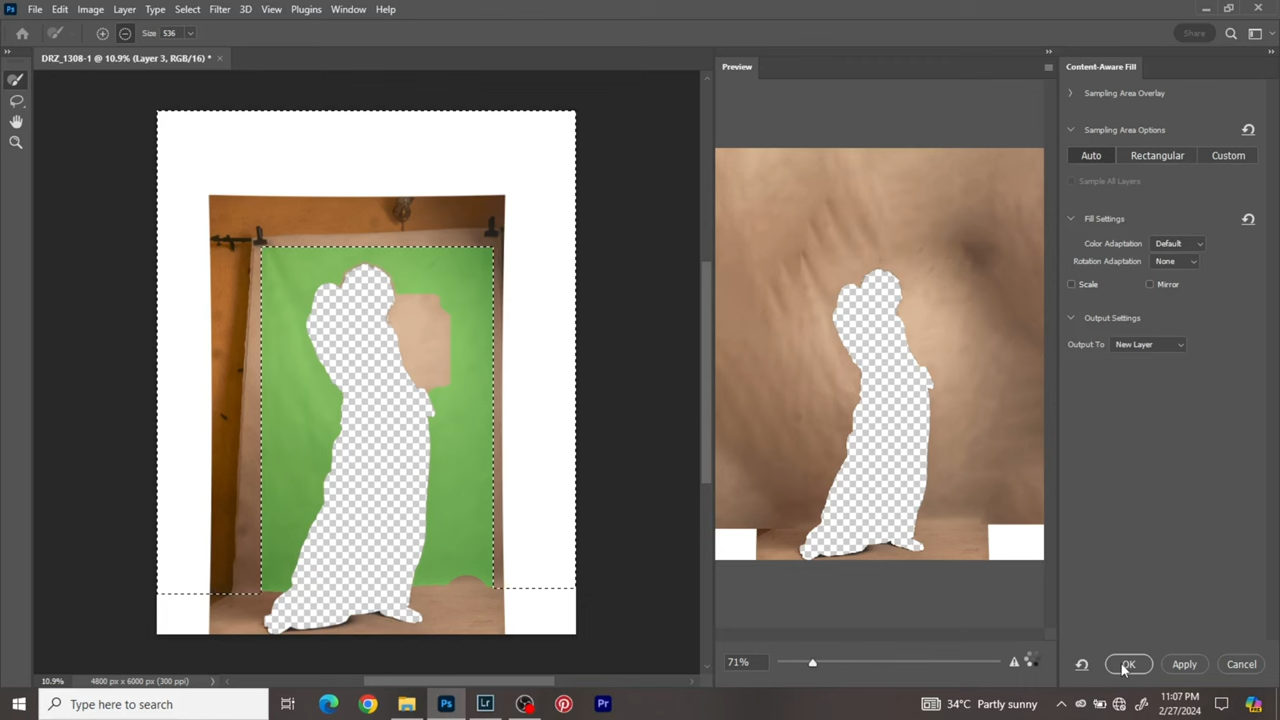 Ps File Edit Image Layer Type Select Filter 3D View Plugins Window Help
Size 536 Share
DRZ_1308-1 @ 10.9% (Layer 3, RGB/16) * ×
Preview
Content-Aware Fill
Sampling Area Overlay
Sampling Area Options
Auto Rectangular Custom
Sample All Layers
Fill Settings
Color Adaptation Default
Rotation Adaptation None
Scale Mirror
Output Settings
Output To New Layer
71% OK Apply Cancel
10.9% 4800 px x 6000 px (300 ppi)
Type here to search Ps Lr Pr 34°C Partly sunny 11:07 PM
2/27/2024